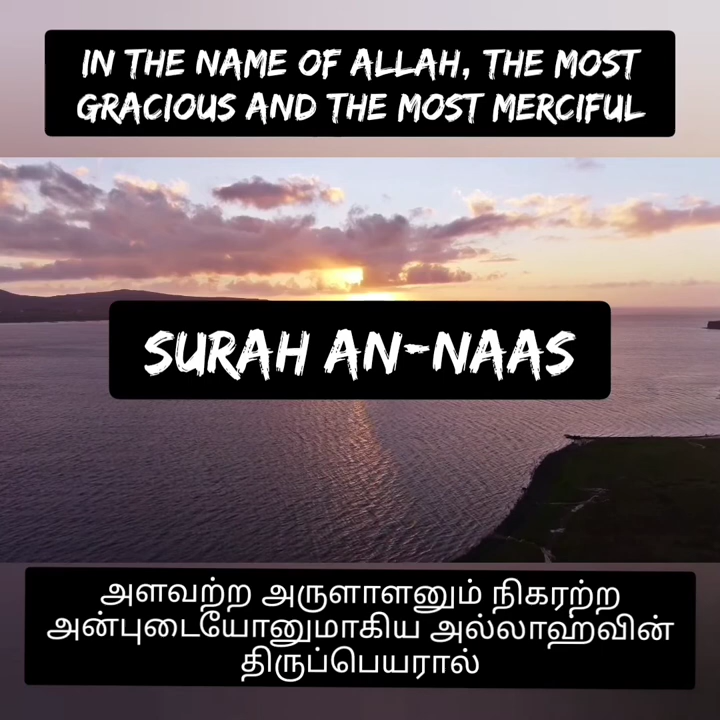 IN THE NAME OF ALLAH, THE MOST
GRACIOUS AND THE MOST MERCIFUL
SURAH AN-NAAS
அளவற்ற அருளாளனும் நிகரற்ற
அன்புடையோனுமாகிய அல்லாஹ்வின்
திருப்பெயரால்